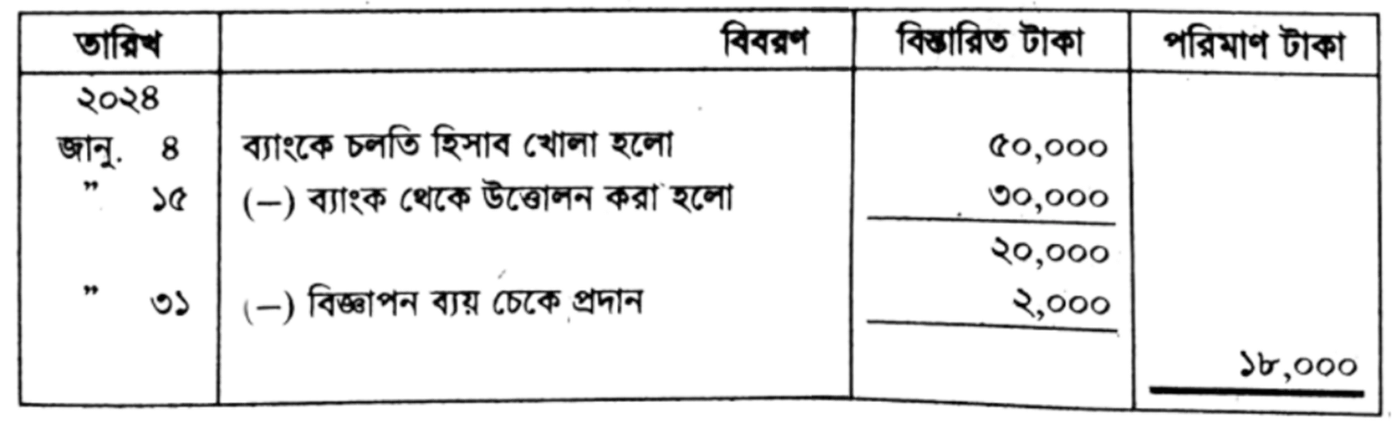 তারিখ বিবরণ বিস্তারিত টাকা পরিমাণ টাকা
২০২৪
জানু. ৪ ব্যাংকে চলতি হিসাব খোলা হলো ৫০,০০০
” ১৫ (−) ব্যাংক থেকে উত্তোলন করা হলো ৩০,০০০
২০,০০০
” ৩১ (−) বিজ্ঞাপন ব্যয় চেকে প্রদান ২,০০০
১৮,০০০